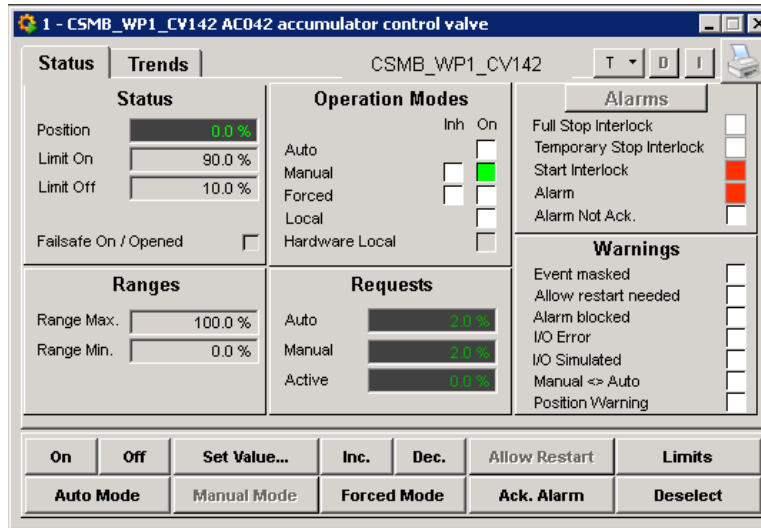 1 - CSMB_WP1_CV142 AC042 accumulator control valve
Status Trends CSMB_WP1_CV142 T D I
Status
Position 0.0 %
Limit On 90.0 %
Limit Off 10.0 %
Failsafe On / Opened
Operation Modes
Inh On
Auto
Manual
Forced
Local
Hardware Local
Alarms
Full Stop Interlock
Temporary Stop Interlock
Start Interlock
Alarm
Alarm Not Ack.
Ranges
Range Max. 100.0 %
Range Min. 0.0 %
Requests
Auto 2.0 %
Manual 2.0 %
Active 0.0 %
Warnings
Event masked
Allow restart needed
Alarm blocked
I/O Error
I/O Simulated
Manual <> Auto
Position Warning
On Off Set Value... Inc. Dec. Allow Restart Limits
Auto Mode Manual Mode Forced Mode Ack. Alarm Deselect